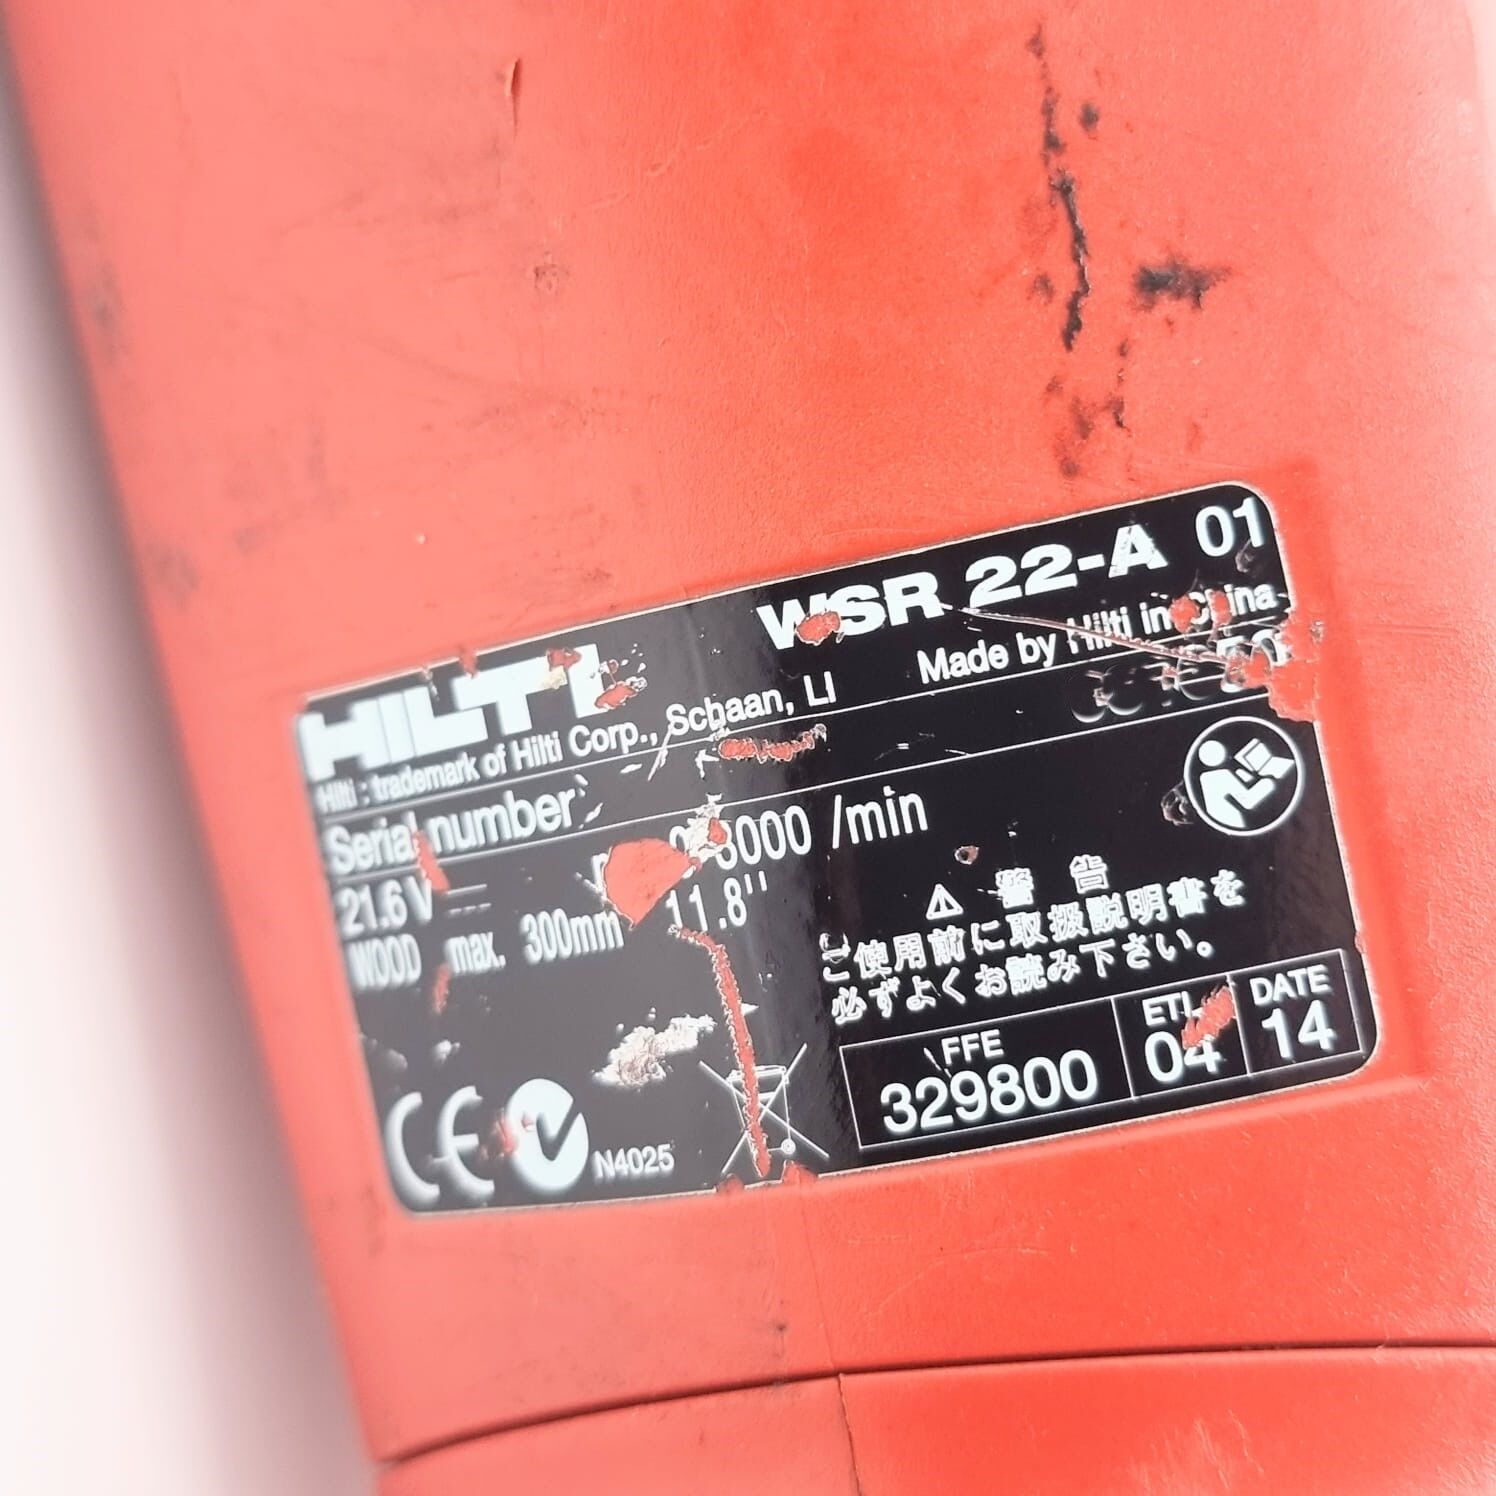 HILTI
WSR 22-A 01
Hilti : trademark of Hilti Corp., Schaan, LI
Made by Hilti in China
Serial number
21.6 V /min
WOOD max. 300mm 11.8''
⚠ 警告
ご使用前に取扱説明書を
必ずよくお読み下さい。
FFE ETL DATE
329800 04 14
CE N4025